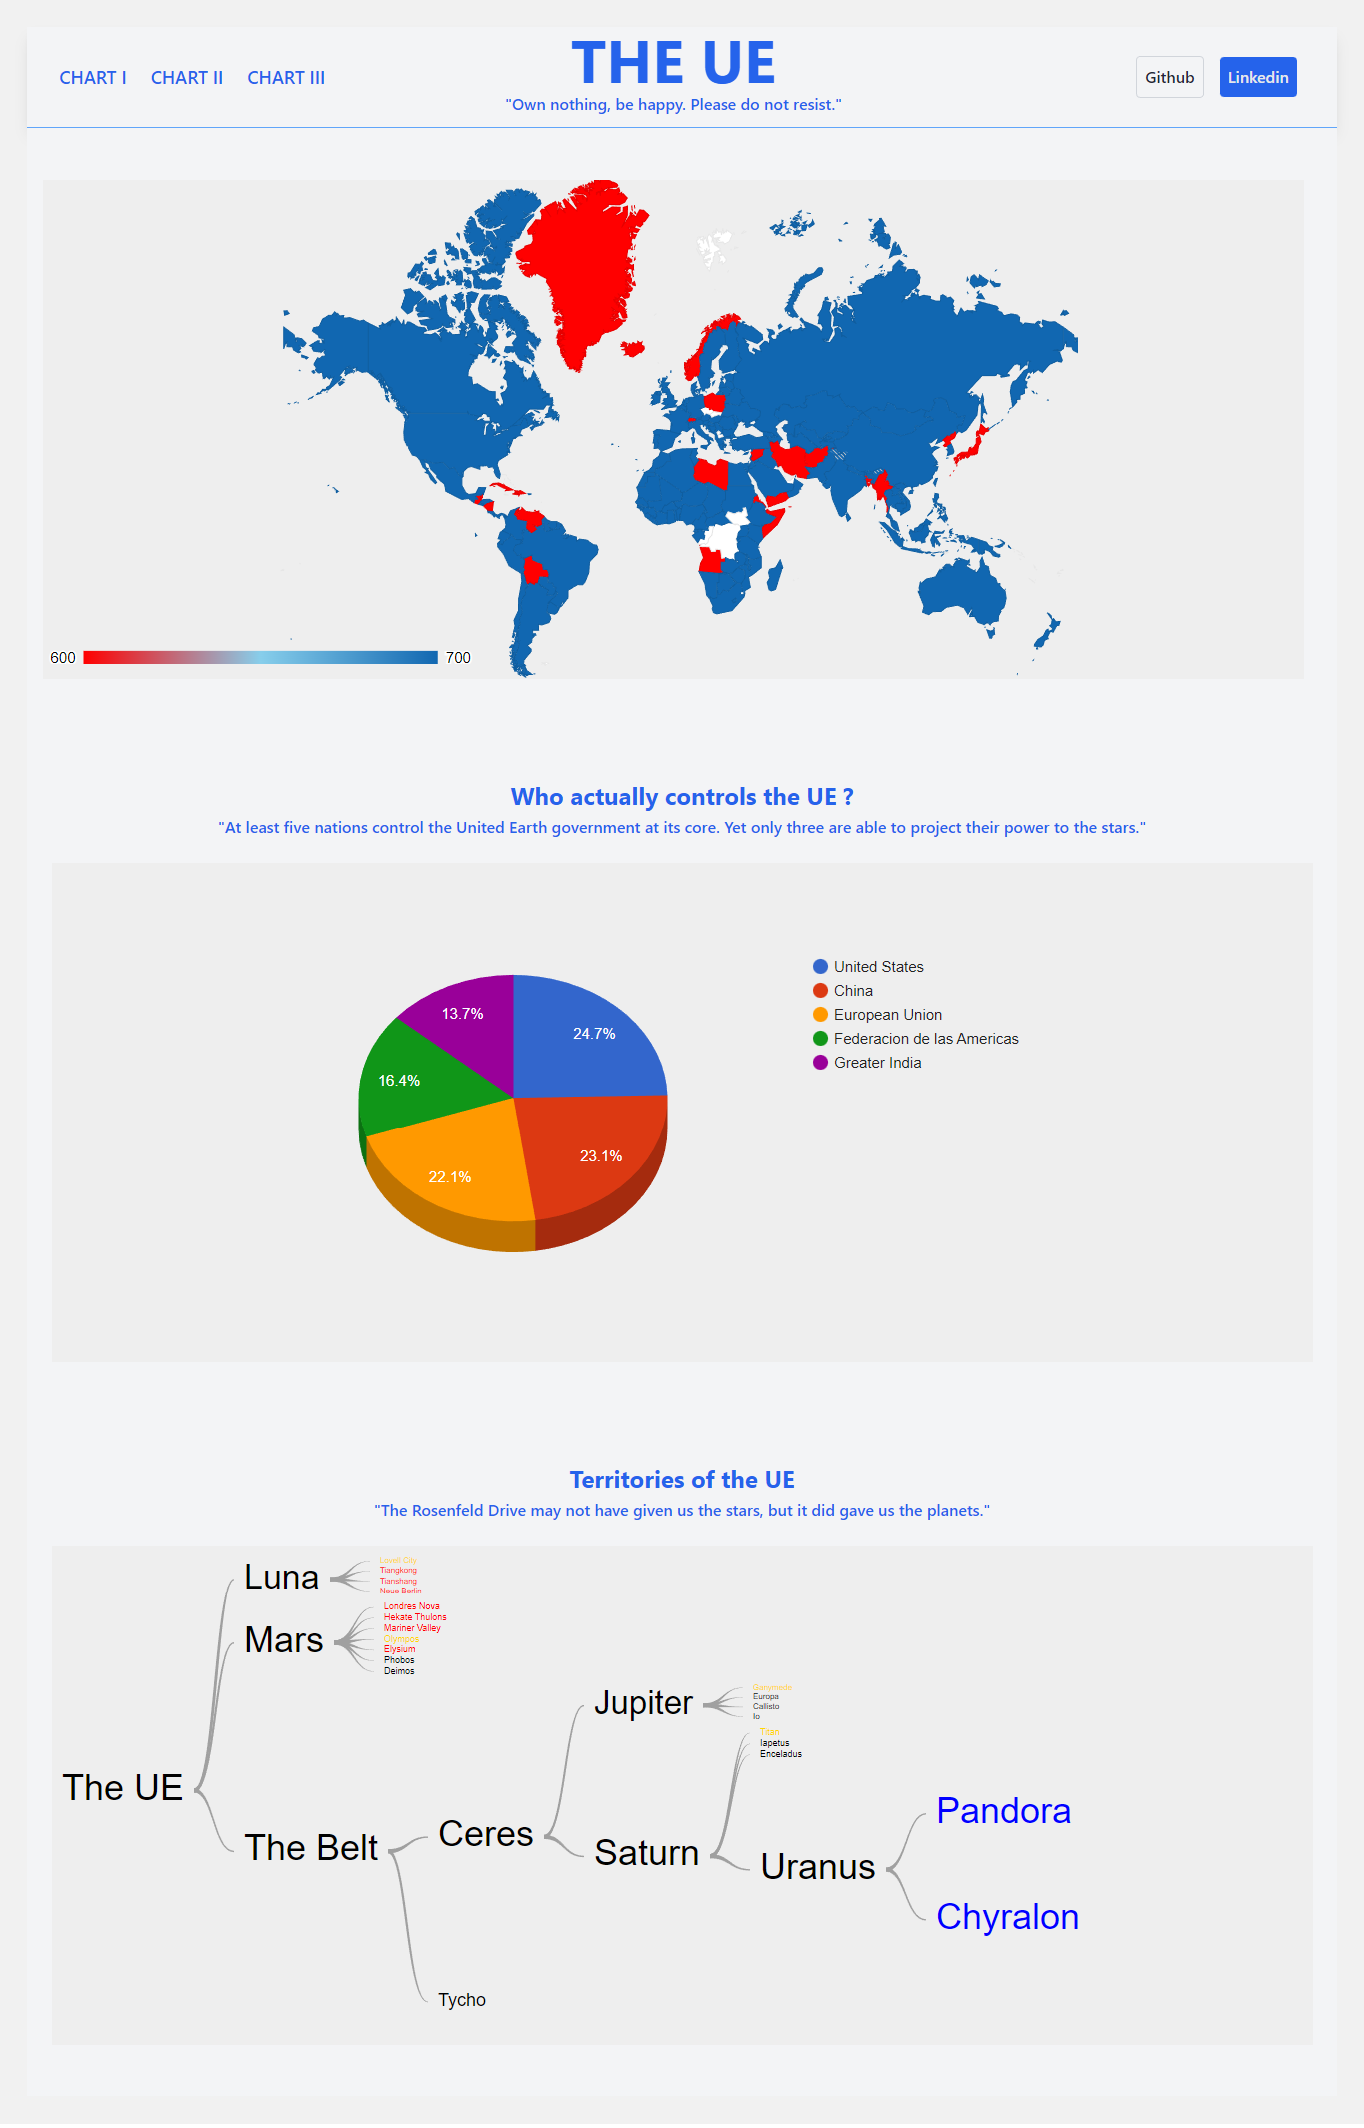 CHART I
CHART II
CHART III
THE UE
"Own nothing, be happy. Please do not resist."
Github
Linkedin
600
700
Who actually controls the UE ?
"At least five nations control the United Earth government at its core. Yet only three are able to project their power to the stars."
13.7%
24.7%
16.4%
23.1%
22.1%
United States
China
European Union
Federacion de las Americas
Greater India
Territories of the UE
"The Rosenfeld Drive may not have given us the stars, but it did gave us the planets."
The UE
Luna
Lovell City
Tiangkong
Tianshang
Neue Berlin
Mars
Londres Nova
Hekate Thulons
Mariner Valley
Olympos
Elysium
Phobos
Deimos
The Belt
Ceres
Jupiter
Ganymede
Europa
Callisto
Io
Saturn
Titan
Iapetus
Enceladus
Uranus
Pandora
Chyralon
Tycho